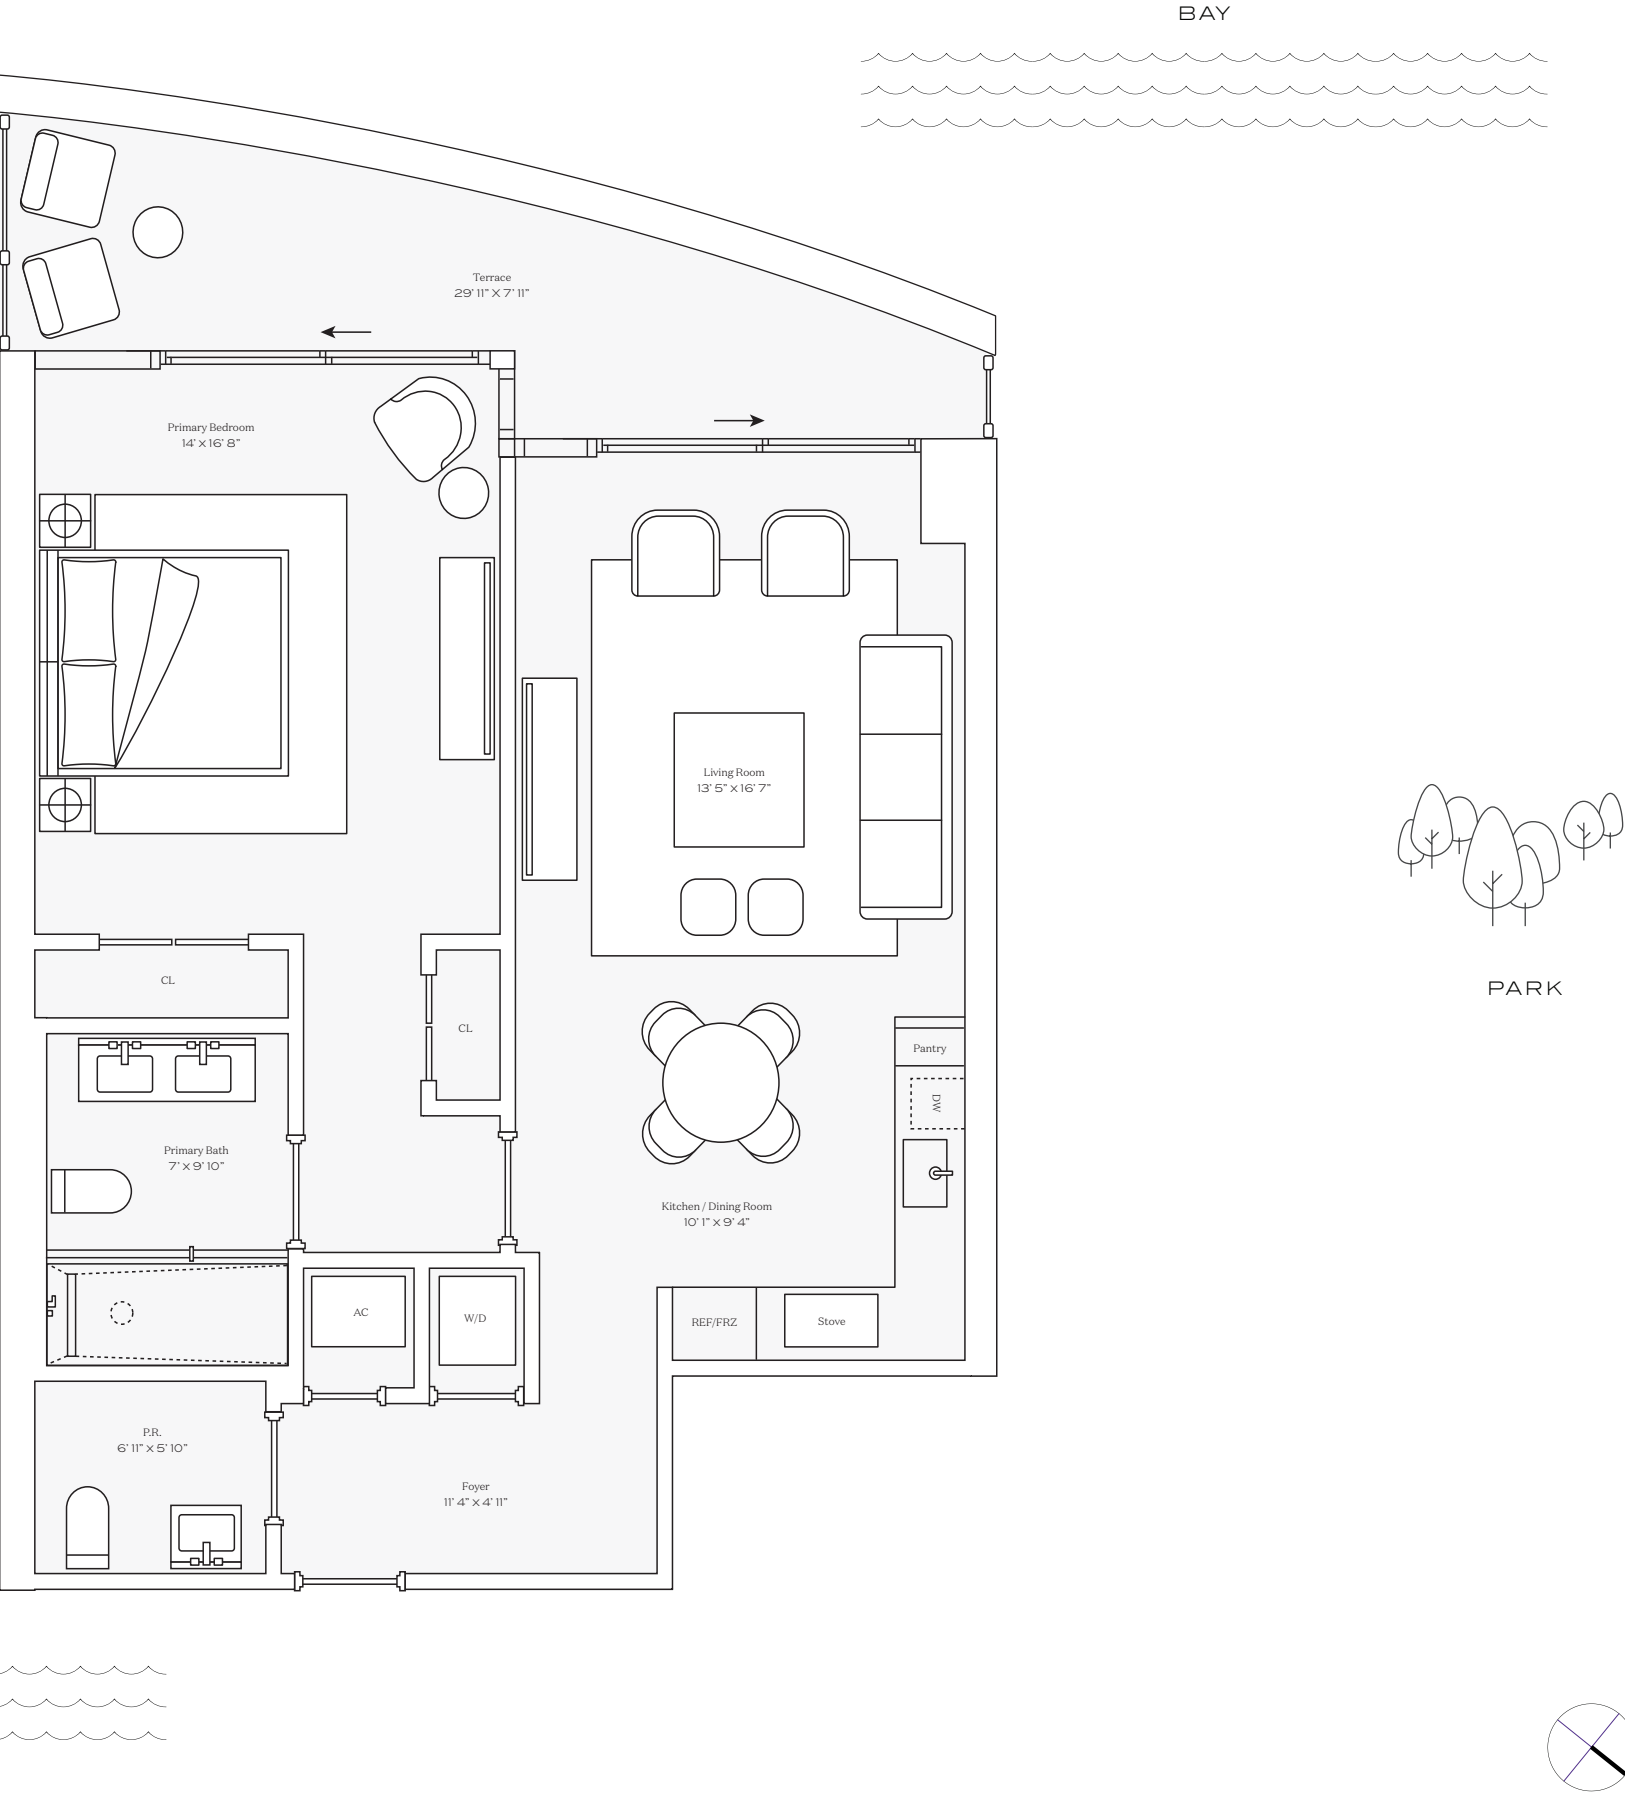 BAY
Terrace
29’ 11” X 7’ 11”
Primary Bedroom
14’ X 16’ 8”
Living Room
13’ 5” X 16’ 7”
PARK
CL
CL
Pantry
DW
Primary Bath
7’ X 9’ 10”
Kitchen / Dining Room
10’ 1” X 9’ 4”
AC
W/D
REF/FRZ
Stove
P.R.
6’ 11” X 5’ 10”
Foyer
11’ 4” X 4’ 11”